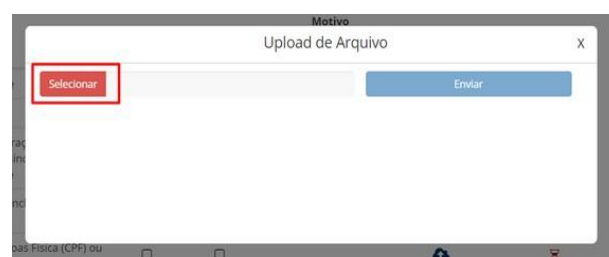 Motivo
Upload de Arquivo X
Selecionar Enviar
Física (CPF) ou